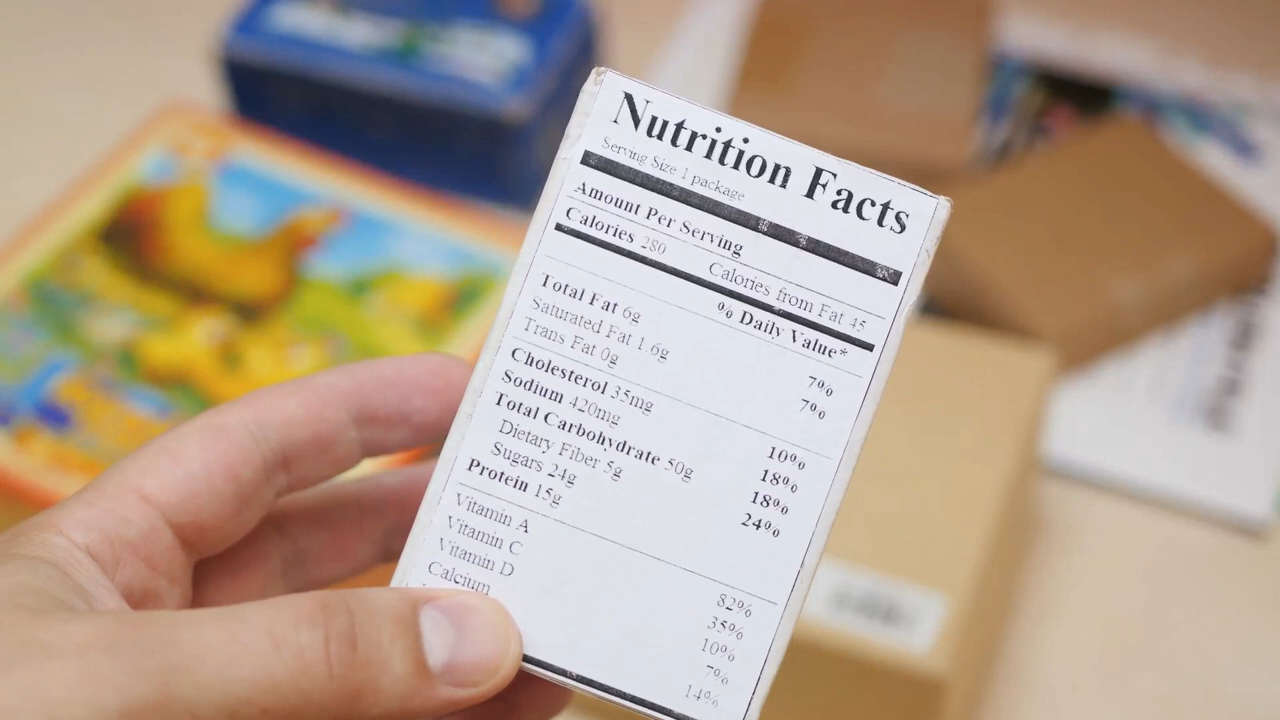 Nutrition Facts
Serving Size 1 package
Amount Per Serving
Calories 280 Calories from Fat 45
% Daily Value*
Total Fat 6g 7%
Saturated Fat 1.6g 7%
Trans Fat 0g
Cholesterol 35mg 10%
Sodium 420mg 18%
Total Carbohydrate 50g 18%
Dietary Fiber 5g 24%
Sugars 24g
Protein 15g
Vitamin A 82%
Vitamin C 35%
Vitamin D 10%
Calcium 7%
14%